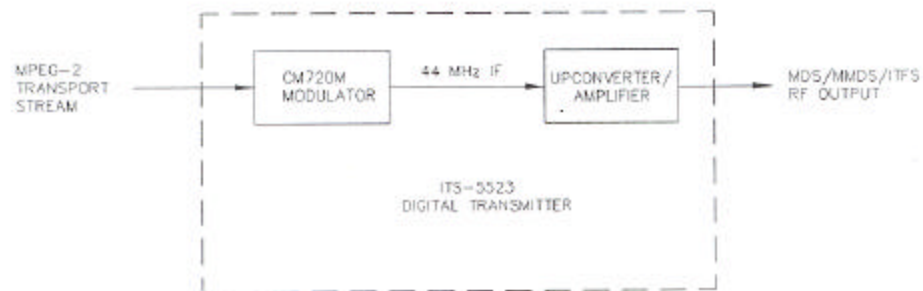 MPEG-2
TRANSPORT
STREAM
CM720M
MODULATOR
44 MHz IF
UPCONVERTER/
AMPLIFIER
MDS/MMDS/ITFS
RF OUTPUT
ITS-5523
DIGITAL TRANSMITTER